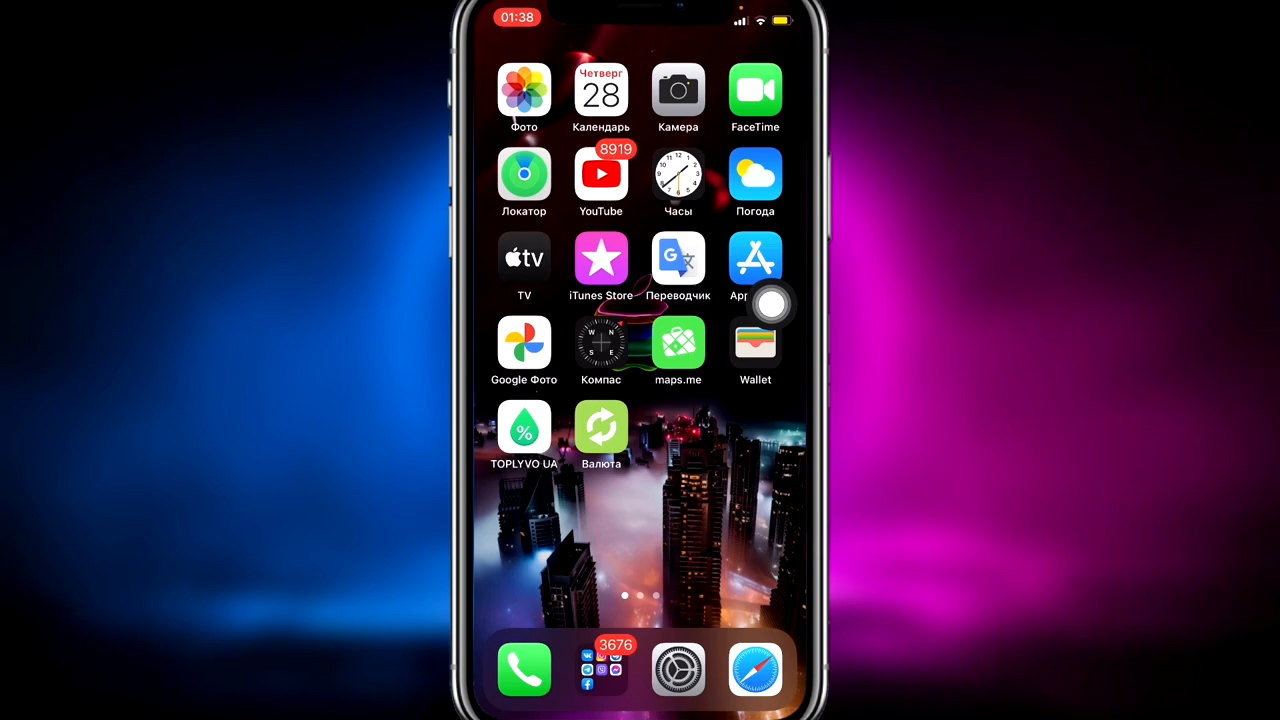 01:38
Четверг
28
Фото
Календарь
Камера
FaceTime
8919
Локатор
YouTube
Часы
Погода
tv
TV
iTunes Store
Переводчик
App
Google Фото
Компас
maps.me
Wallet
%
TOPLYVO UA
Валюта
3676